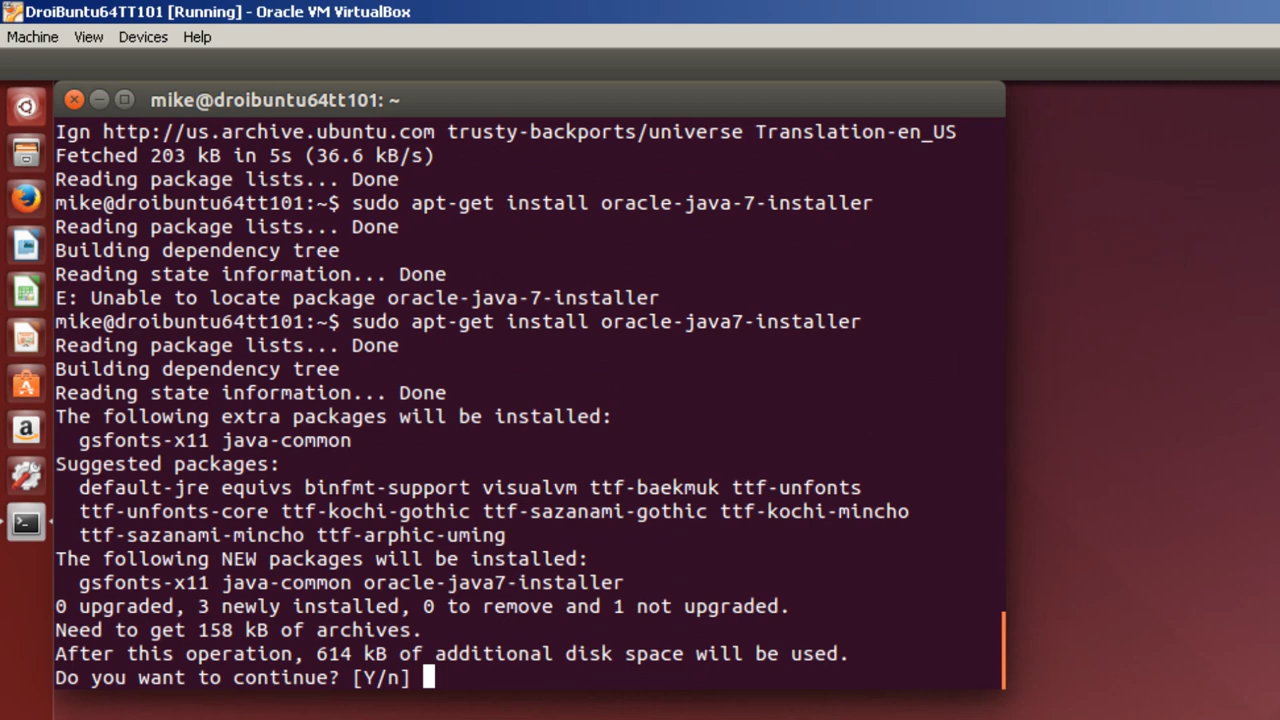 DroiBuntu64TT101 [Running] - Oracle VM VirtualBox
Machine View Devices Help
mike@droibuntu64tt101: ~
Ign http://us.archive.ubuntu.com trusty-backports/universe Translation-en_US
Fetched 203 kB in 5s (36.6 kB/s)
Reading package lists... Done
mike@droibuntu64tt101:~$ sudo apt-get install oracle-java-7-installer
Reading package lists... Done
Building dependency tree
Reading state information... Done
E: Unable to locate package oracle-java-7-installer
mike@droibuntu64tt101:~$ sudo apt-get install oracle-java7-installer
Reading package lists... Done
Building dependency tree
Reading state information... Done
The following extra packages will be installed:
  gsfonts-x11 java-common
Suggested packages:
  default-jre equivs binfmt-support visualvm ttf-baekmuk ttf-unfonts
  ttf-unfonts-core ttf-kochi-gothic ttf-sazanami-gothic ttf-kochi-mincho
  ttf-sazanami-mincho ttf-arphic-uming
The following NEW packages will be installed:
  gsfonts-x11 java-common oracle-java7-installer
0 upgraded, 3 newly installed, 0 to remove and 1 not upgraded.
Need to get 158 kB of archives.
After this operation, 614 kB of additional disk space will be used.
Do you want to continue? [Y/n]
a